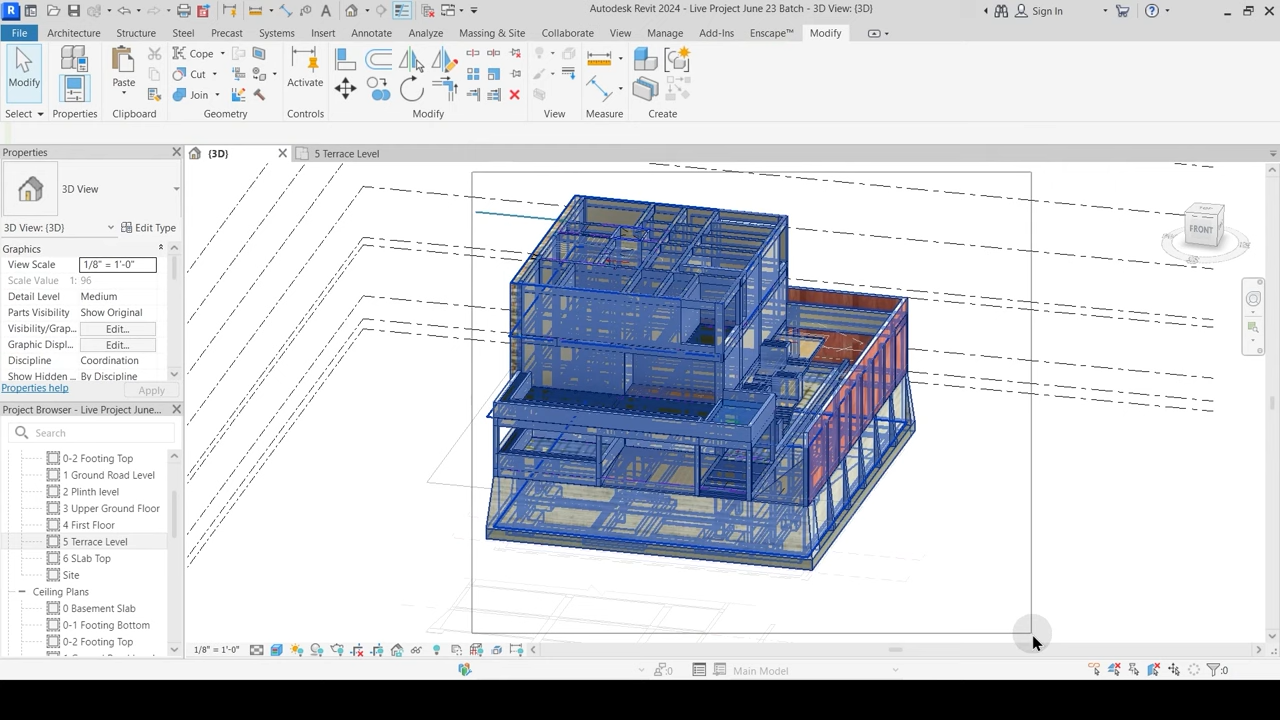 Autodesk Revit 2024 - Live Project June 23 Batch - 3D View: {3D}
Sign In
File Architecture Structure Steel Precast Systems Insert Annotate Analyze Massing & Site Collaborate View Manage Add-Ins Enscape™ Modify
Modify
Properties
Paste
Cope
Cut
Join
Activate
Select Properties Clipboard Geometry Controls Modify View Measure Create
Properties
{3D}
5 Terrace Level
3D View
3D View: {3D}
Edit Type
Graphics
View Scale 1/8" = 1'-0"
Scale Value 1: 96
Detail Level Medium
Parts Visibility Show Original
Visibility/Grap... Edit...
Graphic Displ... Edit...
Discipline Coordination
Show Hidden ... By Discipline
Properties help
Apply
Project Browser - Live Project June...
Search
0-2 Footing Top
1 Ground Road Level
2 Plinth level
3 Upper Ground Floor
4 First Floor
5 Terrace Level
6 SLab Top
Site
Ceiling Plans
0 Basement Slab
0-1 Footing Bottom
0-2 Footing Top
FRONT
1/8" = 1'-0"
:0
Main Model
:0